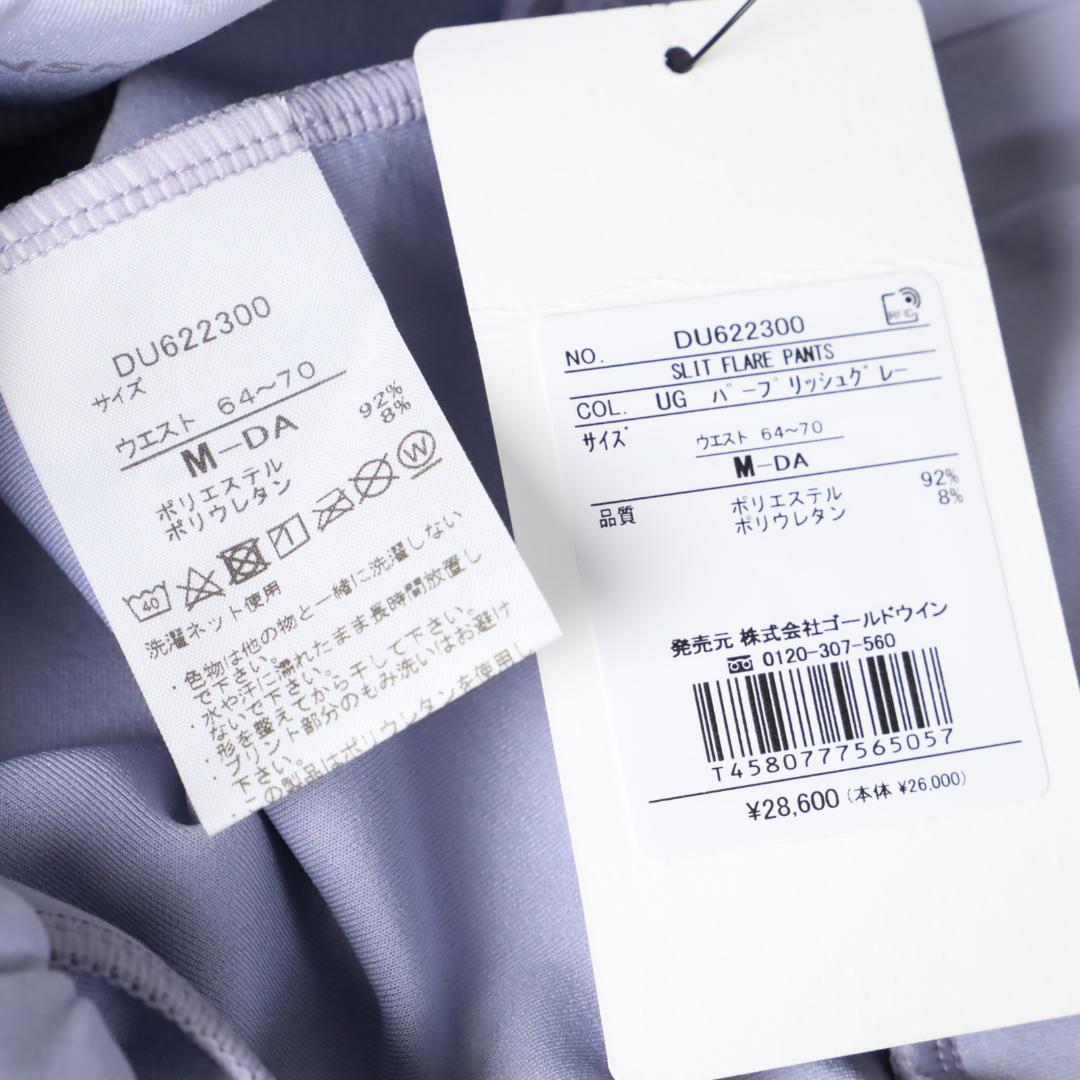 DU622300
サイズ
ウエスト 64～70
M-DA
ポリエステル 92%
ポリウレタン 8%
40
W
洗濯ネット使用
・色物は他の物と一緒に洗濯しない
で下さい。
・水や汗に濡れたまま長時間放置し
ないで下さい。
・形を整えてから干して下さい。
・プリント部分のもみ洗いはお避け
下さい。
この製品はポリウレタンを使用し
RFID
NO. DU622300
SLIT FLARE PANTS
COL. UG パープリッシュグレー
サイズ ウエスト 64～70
M-DA
品質 ポリエステル 92%
ポリウレタン 8%
発売元 株式会社ゴールドウイン
0120-307-560
T4580777565057
¥28,600 (本体 ¥26,000)